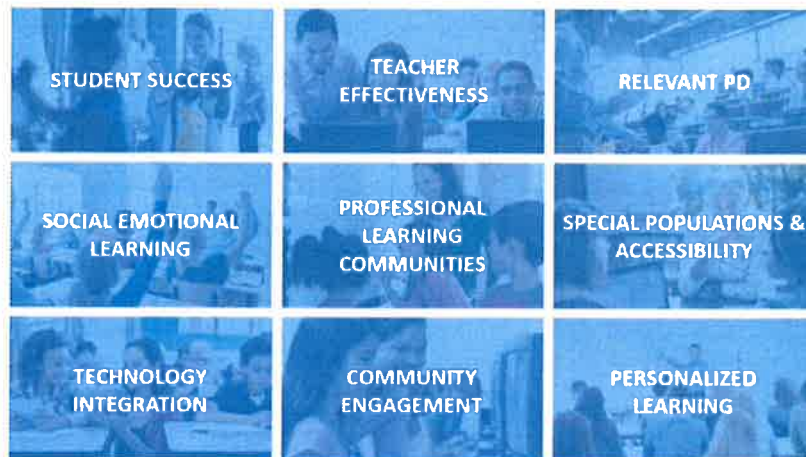 STUDENT SUCCESS
TEACHER
EFFECTIVENESS
RELEVANT PD
SOCIAL EMOTIONAL
LEARNING
PROFESSIONAL
LEARNING
COMMUNITIES
SPECIAL POPULATIONS &
ACCESSIBILITY
TECHNOLOGY
INTEGRATION
COMMUNITY
ENGAGEMENT
PERSONALIZED
LEARNING